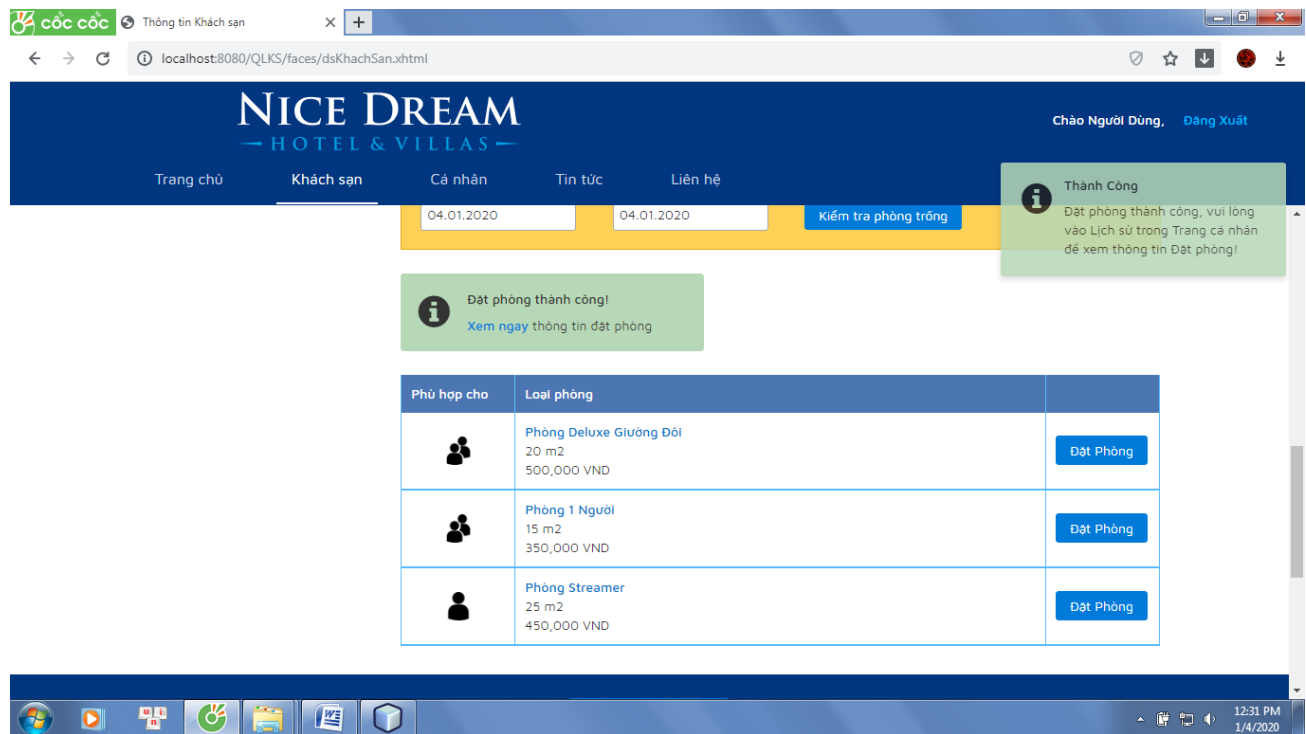 cốc cốc
Thông tin Khách sạn
localhost:8080/QLKS/faces/dsKhachSan.xhtml
NICE DREAM
HOTEL & VILLAS
Chào Người Dùng, Đăng Xuất
Trang chủ Khách sạn Cá nhân Tin tức Liên hệ
Thành Công
Đặt phòng thành công, vui lòng
vào Lịch sử trong Trang cá nhân
để xem thông tin Đặt phòng!
04.01.2020 04.01.2020 Kiểm tra phòng trống
Đặt phòng thành công!
Xem ngay thông tin đặt phòng
Phù hợp cho Loại phòng
Phòng Deluxe Giường Đôi
20 m2
500,000 VND
Đặt Phòng
Phòng 1 Người
15 m2
350,000 VND
Đặt Phòng
Phòng Streamer
25 m2
450,000 VND
Đặt Phòng
12:31 PM
1/4/2020